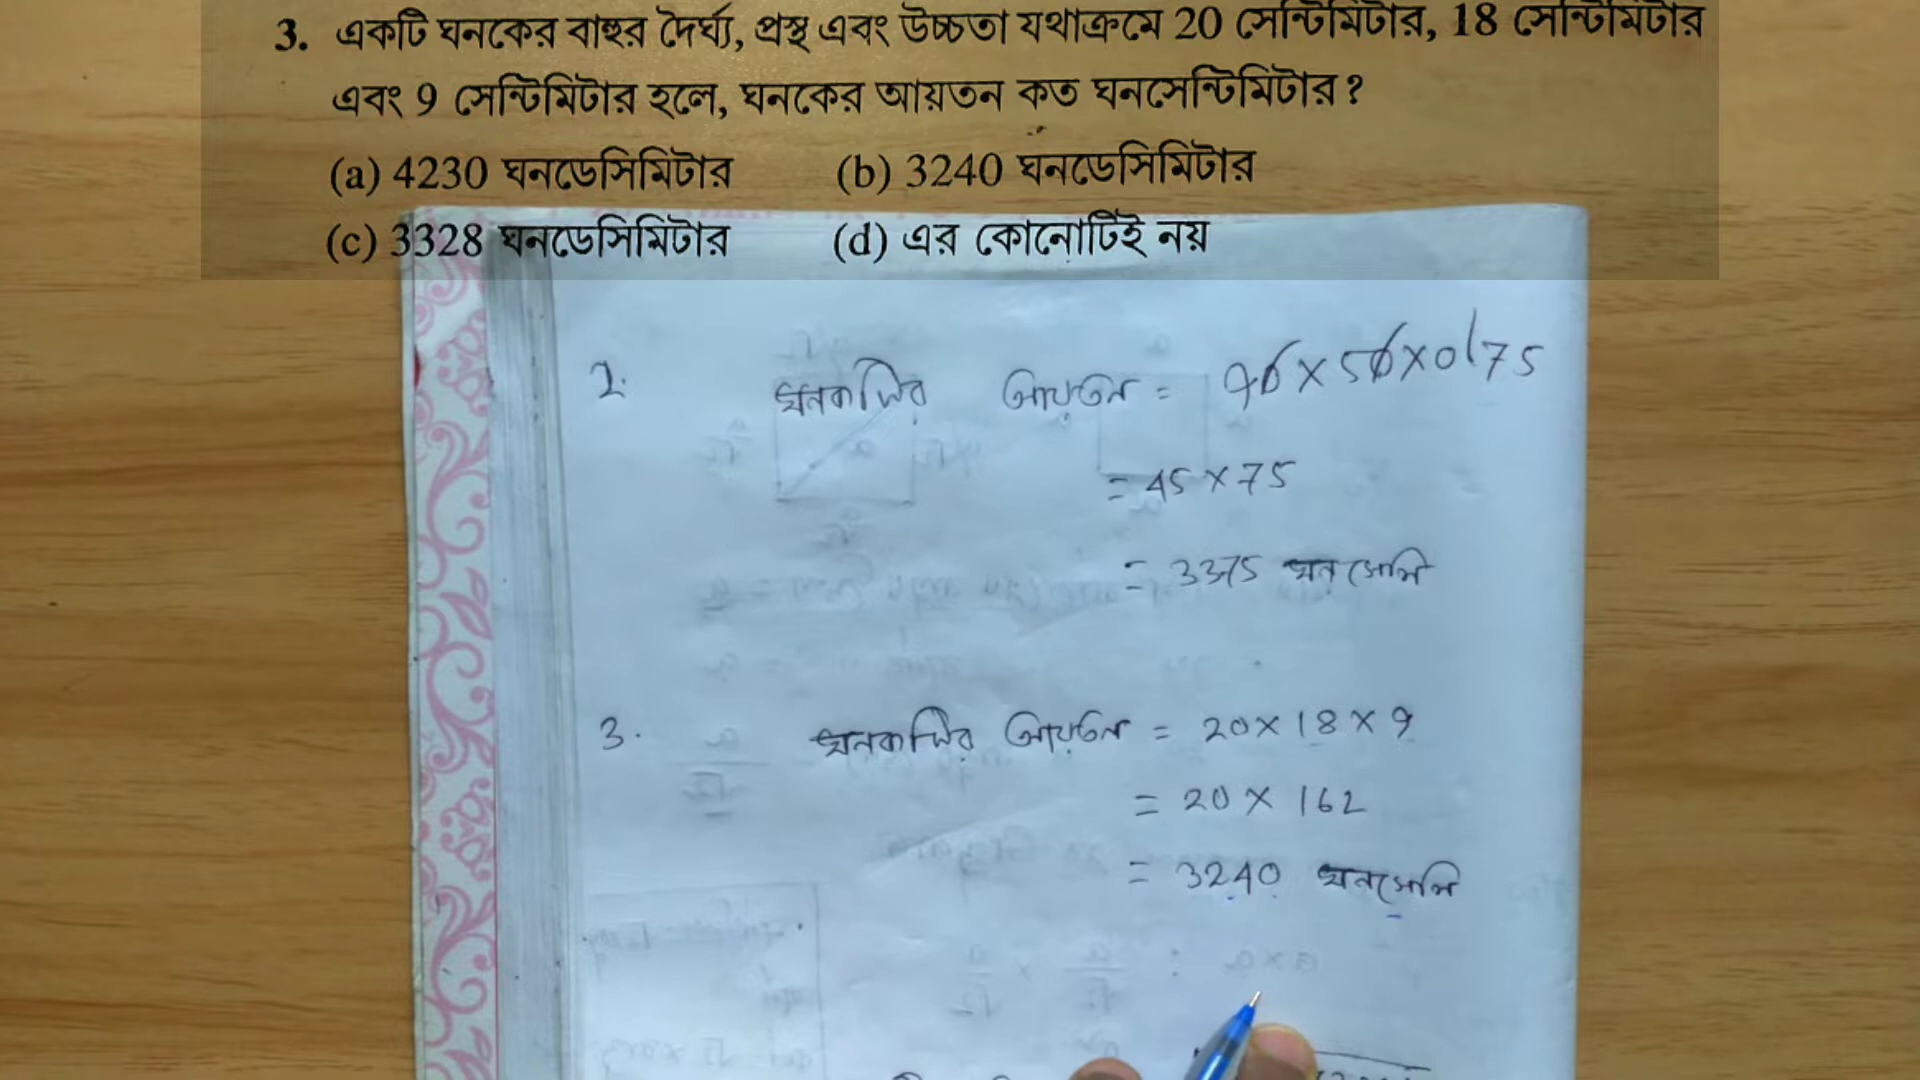 3. একটি ঘনকের বাহুর দৈর্ঘ্য, প্রস্থ এবং উচ্চতা যথাক্রমে 20 সেন্টিমিটার, 18 সেন্টিমিটার
এবং 9 সেন্টিমিটার হলে, ঘনকের আয়তন কত ঘনসেন্টিমিটার?
(a) 4230 ঘনডেসিমিটার (b) 3240 ঘনডেসিমিটার
(c) 3328 ঘনডেসিমিটার (d) এর কোনোটিই নয়
2. ঘনকটির আয়তন = 90 × 50 × 0.75
= 45 × 75
= 3375 ঘনসেমি
3. ঘনকটির আয়তন = 20 × 18 × 9
= 20 × 162
= 3240 ঘনসেমি